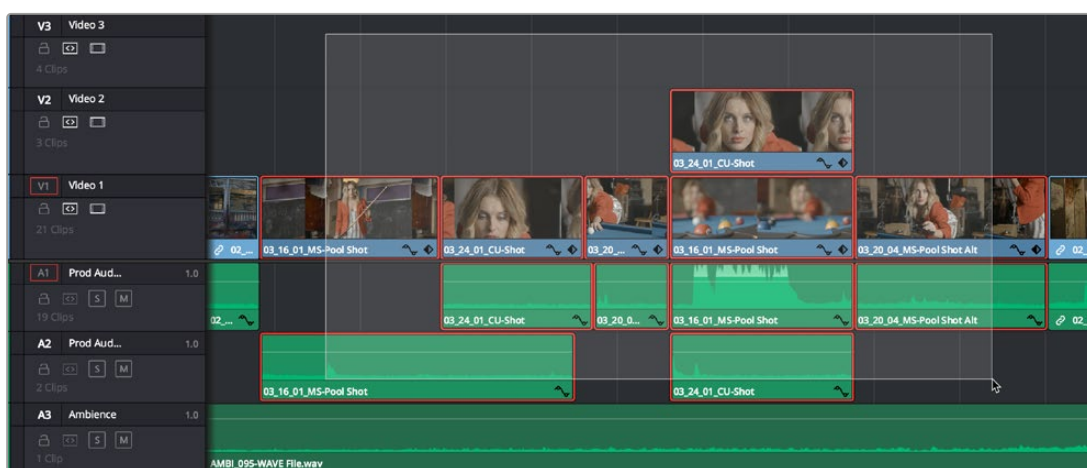 V3 Video 3
4 Clips
V2 Video 2
3 Clips
03_24_01_CU-Shot
V1 Video 1
21 Clips
02_... 03_16_01_MS-Pool Shot 03_24_01_CU-Shot 03_20_... 03_16_01_MS-Pool Shot 03_20_04_MS-Pool Shot Alt 02_
A1 Prod Aud... 1.0
S M
19 Clips
02_... 03_24_01_CU-Shot 03_20_0... 03_16_01_MS-Pool Shot 03_20_04_MS-Pool Shot Alt 02_
A2 Prod Aud... 1.0
S M
2 Clips
03_16_01_MS-Pool Shot 03_24_01_CU-Shot
A3 Ambience 1.0
S M
1 Clip
AMBI_095-WAVE File.wav